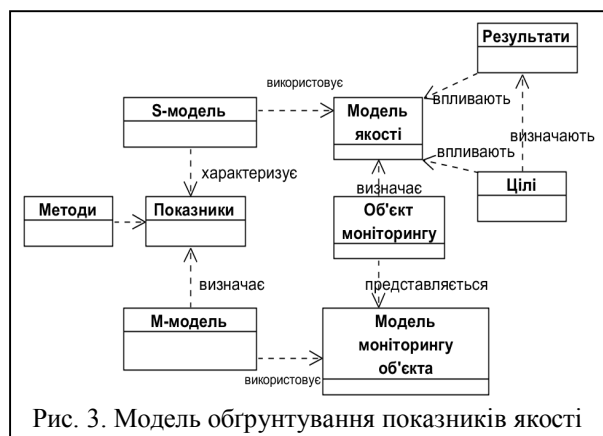 Результати
використовує
S-модель
Модель
якості
впливають
визначають
впливають
характеризує
визначає
Цілі
Методи
Показники
Об'єкт
моніторингу
визначає
представляється
М-модель
Модель
моніторингу
об'єкта
використовує
Рис. 3. Модель обґрунтування показників якості